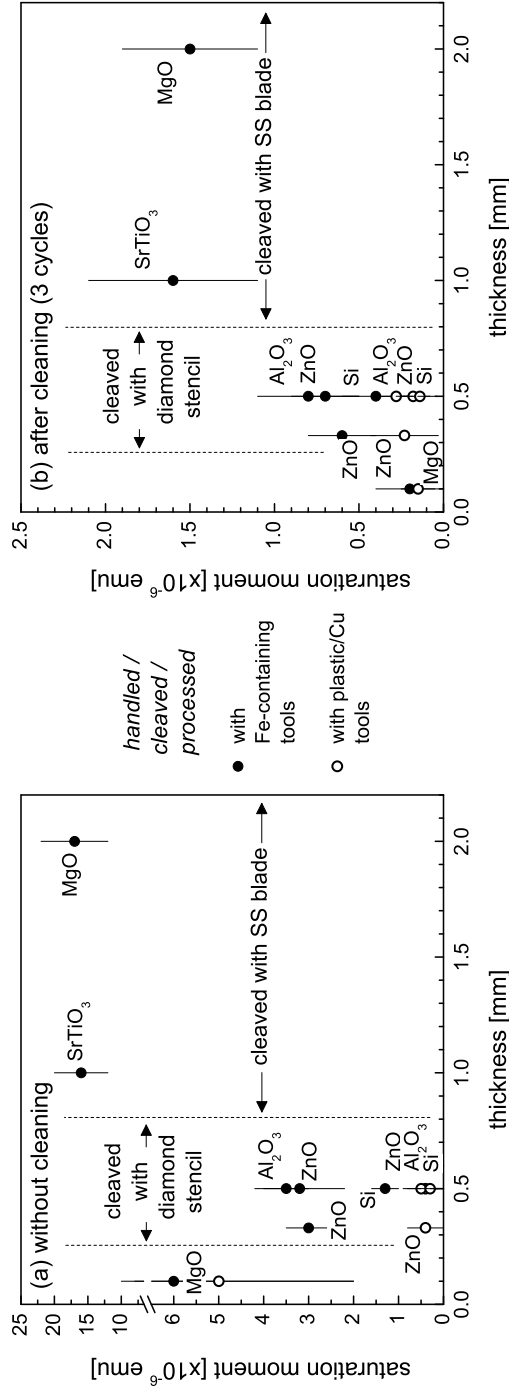 (a) without cleaning
cleaved
with
diamond
stencil
cleaved with SS blade
MgO
SrTiO3
MgO
Al2O3
ZnO
ZnO
Si
ZnO
Al2O3
Si
ZnO
25
20
15
10
6
5
4
3
2
1
0
0.0
0.5
1.0
1.5
2.0
saturation moment [x10-6 emu]
thickness [mm]
handled /
cleaved /
processed
with
Fe-containing
tools
with plastic/Cu
tools
(b) after cleaning (3 cycles)
cleaved
with
diamond
stencil
cleaved with SS blade
MgO
SrTiO3
Al2O3
ZnO
Si
Al2O3
ZnO
Si
ZnO
ZnO
MgO
2.5
2.0
1.5
1.0
0.5
0.0
0.0
0.5
1.0
1.5
2.0
saturation moment [x10-6 emu]
thickness [mm]